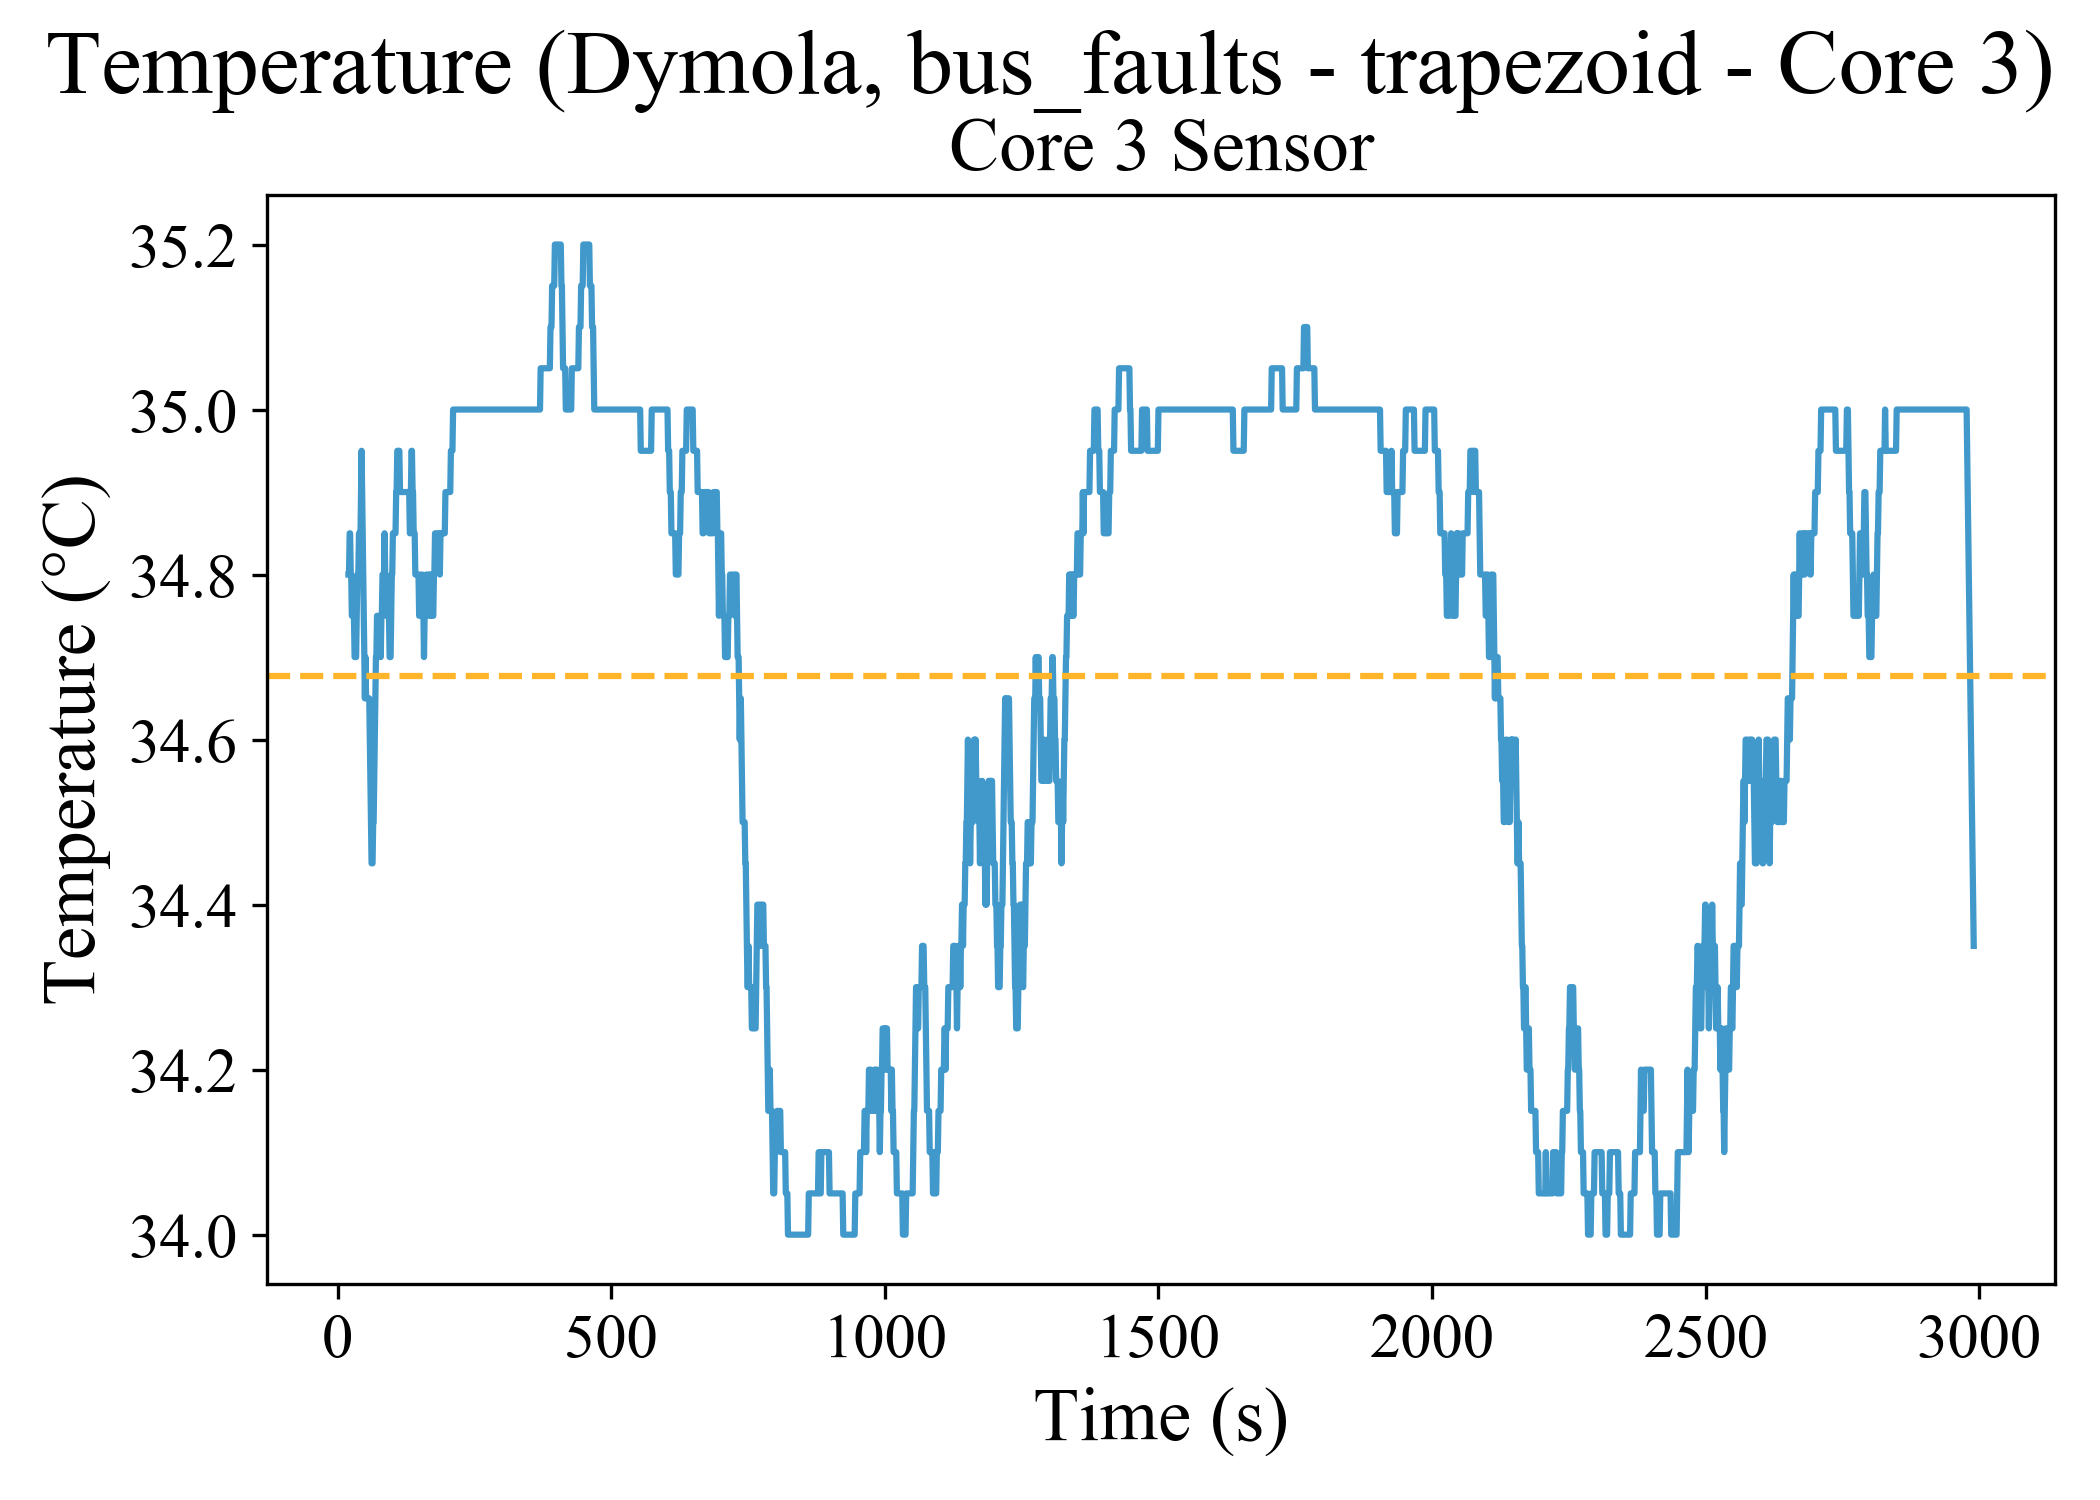 Temperature (Dymola, bus_faults - trapezoid - Core 3)
Core 3 Sensor
35.2
35.0
34.8
34.6
34.4
34.2
34.0
Temperature (°C)
0 500 1000 1500 2000 2500 3000
Time (s)